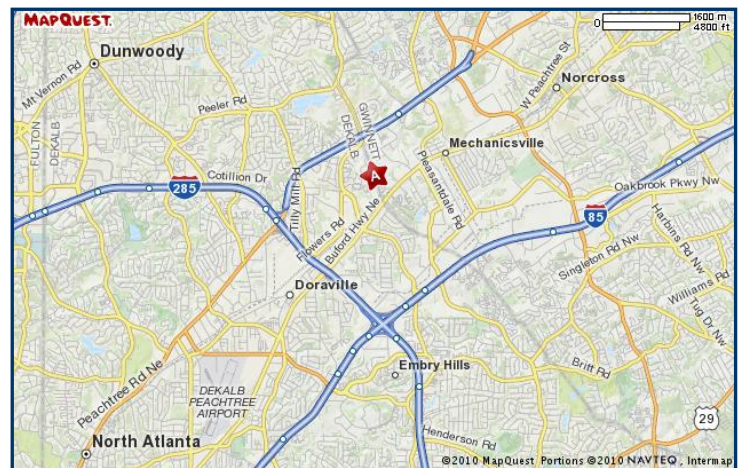 MAPQUEST.
0
1600 m
4800 ft
Dunwoody
Mt Vernon Rd
Peeler Rd
Norcross
W Peachtree St
FULTON
DEKALB
GWINNETT
DEKALB
Mechanicsville
Cotillion Dr
285
Tilly Mill Rd
A
Pleasantdale Rd
Oakbrook Pkwy Nw
85
Flowers Rd
Buford Hwy Ne
Harbins Rd Nw
Singleton Rd Nw
Doraville
Williams Rd
Tug Dr Nw
Embry Hills
Britt Rd
Peachtree Rd Ne
DEKALB
PEACHTREE
AIRPORT
29
North Atlanta
Henderson Rd
©2010 MapQuest Portions ©2010 NAVTEQ, Intermap